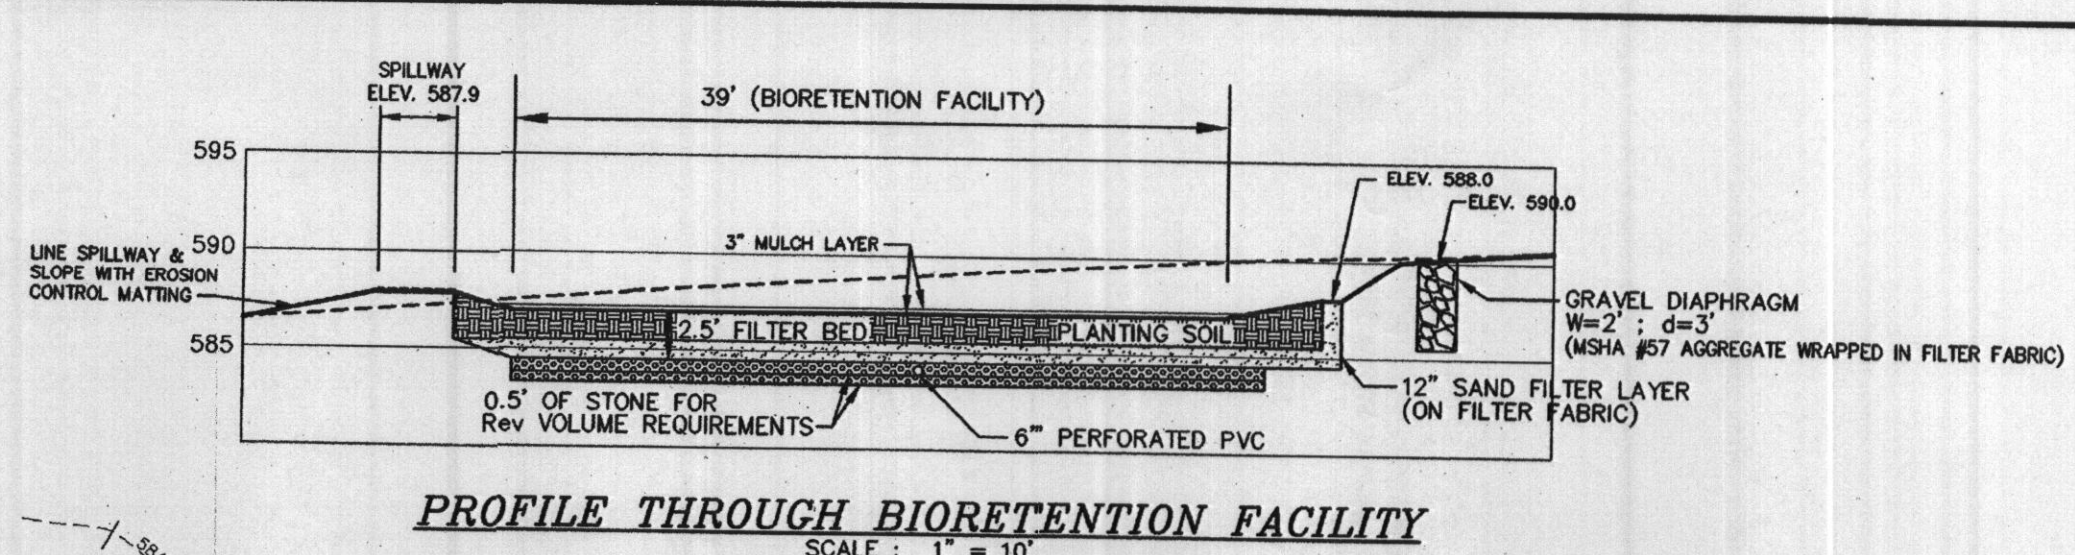 SPILLWAY
ELEV. 587.9
39' (BIORETENTION FACILITY)
595
ELEV. 588.0
ELEV. 590.0
590
3" MULCH LAYER
LINE SPILLWAY &
SLOPE WITH EROSION
CONTROL MATTING
GRAVEL DIAPHRAGM
W=2' ; d=3'
(MSHA #57 AGGREGATE WRAPPED IN FILTER FABRIC)
585
2.5' FILTER BED
PLANTING SOIL
12" SAND FILTER LAYER
(ON FILTER FABRIC)
0.5' OF STONE FOR
Rev VOLUME REQUIREMENTS
6'" PERFORATED PVC
PROFILE THROUGH BIORETENTION FACILITY
SCALE : 1" = 10'